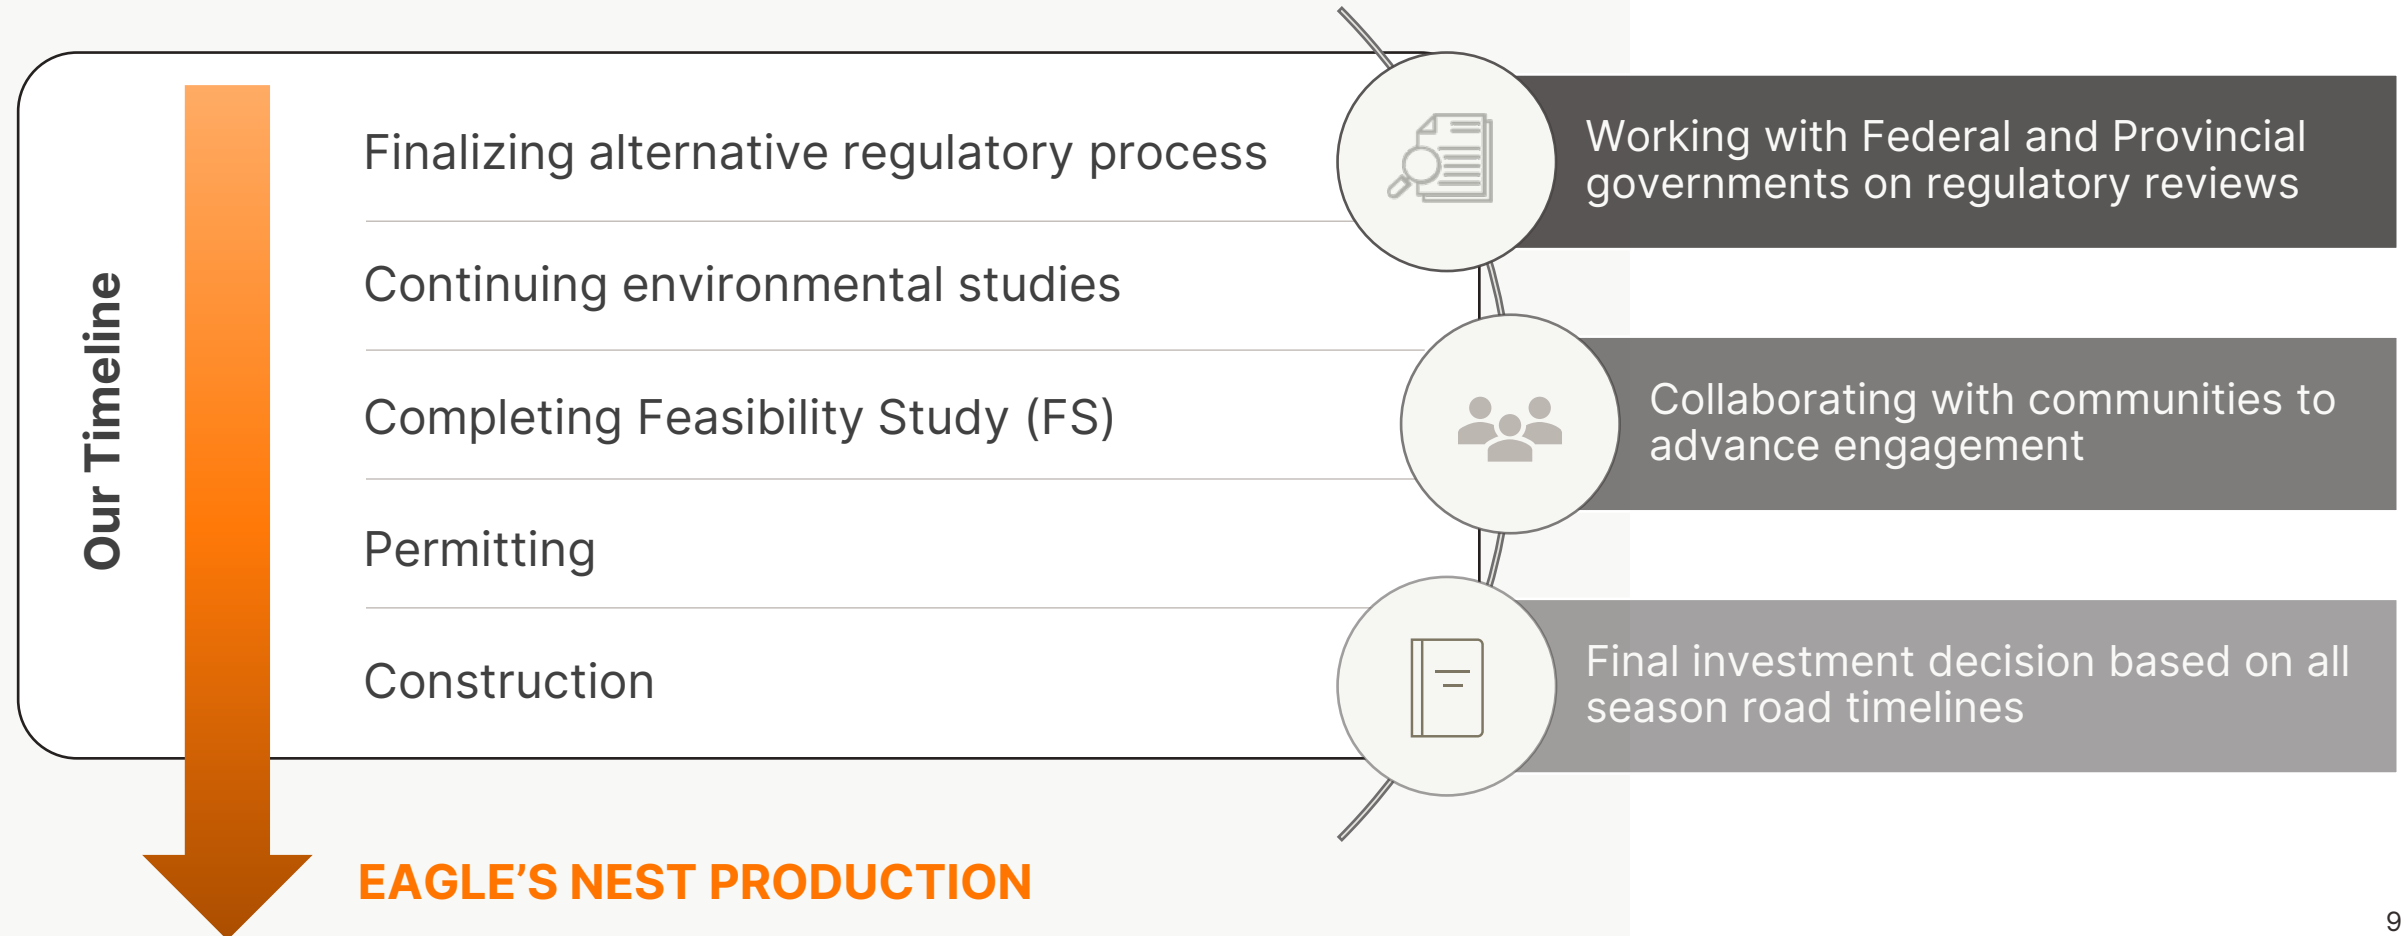 Our Timeline
Finalizing alternative regulatory process
Continuing environmental studies
Completing Feasibility Study (FS)
Permitting
Construction
EAGLE’S NEST PRODUCTION
Working with Federal and Provincial
governments on regulatory reviews
Collaborating with communities to
advance engagement
Final investment decision based on all
season road timelines
9